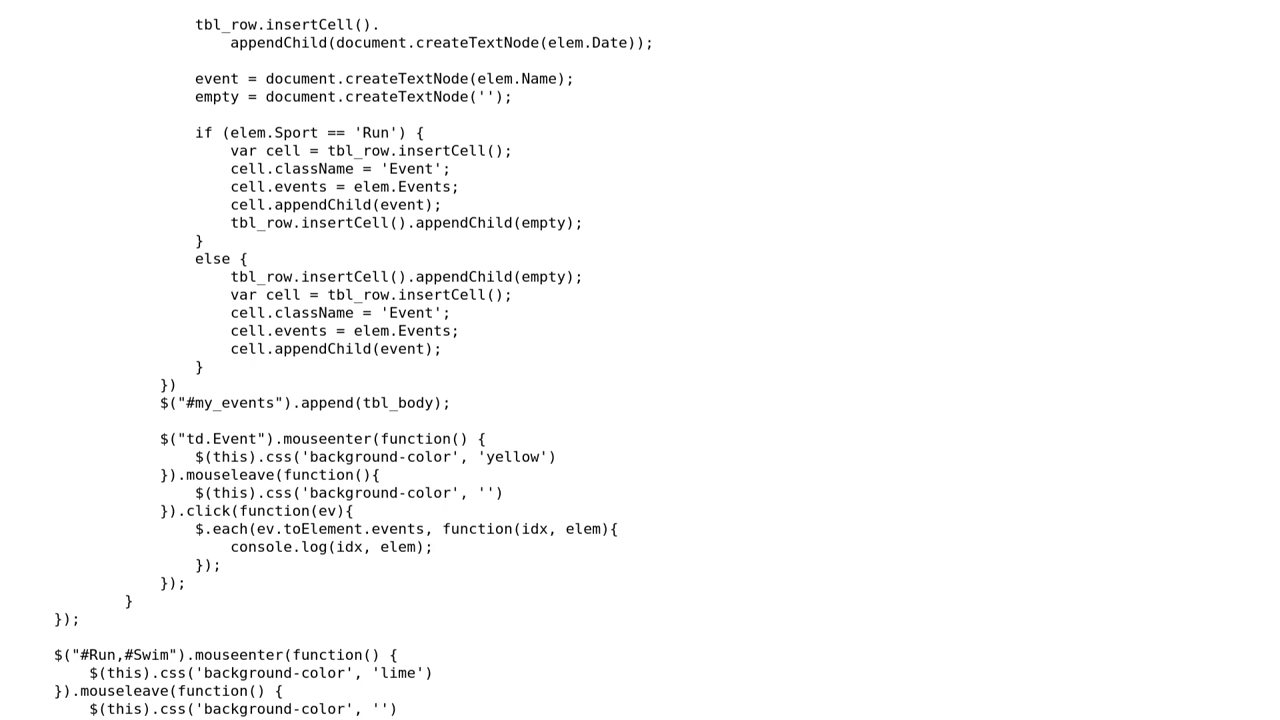 tbl_row.insertCell().
                    appendChild(document.createTextNode(elem.Date));

                event = document.createTextNode(elem.Name);
                empty = document.createTextNode('');

                if (elem.Sport == 'Run') {
                    var cell = tbl_row.insertCell();
                    cell.className = 'Event';
                    cell.events = elem.Events;
                    cell.appendChild(event);
                    tbl_row.insertCell().appendChild(empty);
                }
                else {
                    tbl_row.insertCell().appendChild(empty);
                    var cell = tbl_row.insertCell();
                    cell.className = 'Event';
                    cell.events = elem.Events;
                    cell.appendChild(event);
                }
            })
            $("#my_events").append(tbl_body);

            $("td.Event").mouseenter(function() {
                $(this).css('background-color', 'yellow')
            }).mouseleave(function(){
                $(this).css('background-color', '')
            }).click(function(ev){
                $.each(ev.toElement.events, function(idx, elem){
                    console.log(idx, elem);
                });
            });
        }
});

$("#Run,#Swim").mouseenter(function() {
    $(this).css('background-color', 'lime')
}).mouseleave(function() {
    $(this).css('background-color', '')